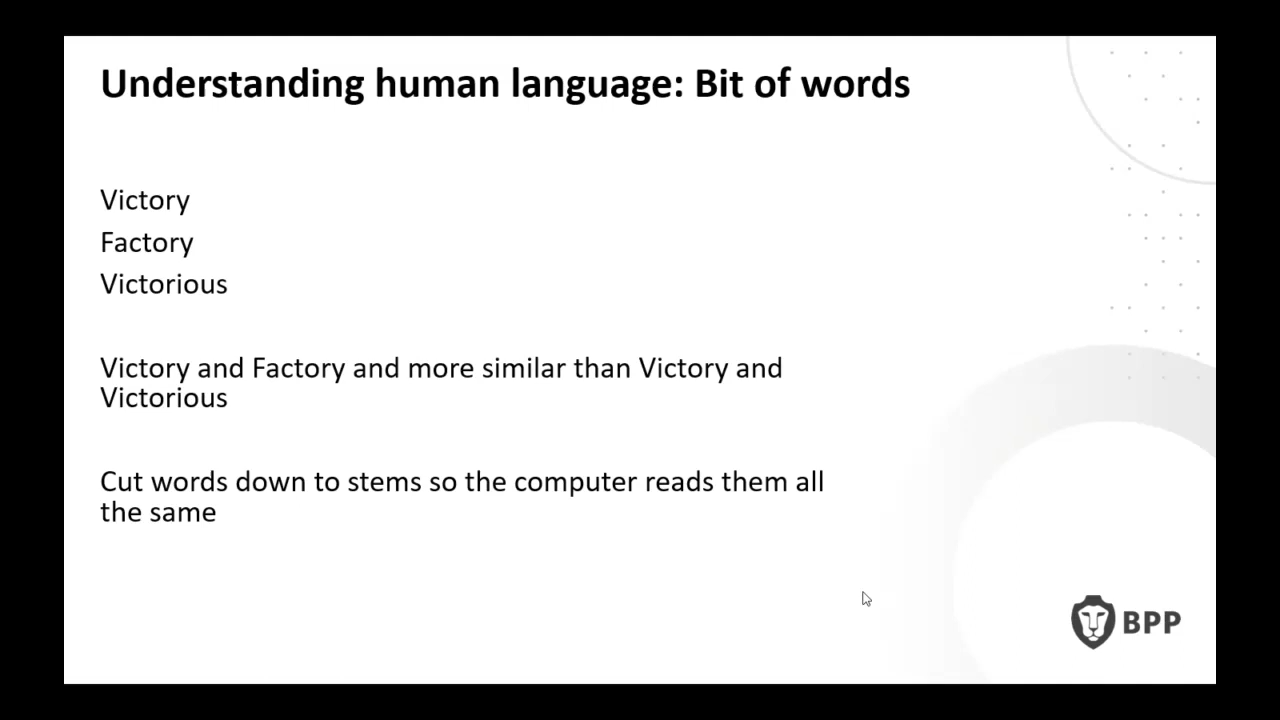 Understanding human language: Bit of words
Victory
Factory
Victorious
Victory and Factory and more similar than Victory and
Victorious
Cut words down to stems so the computer reads them all
the same
BPP